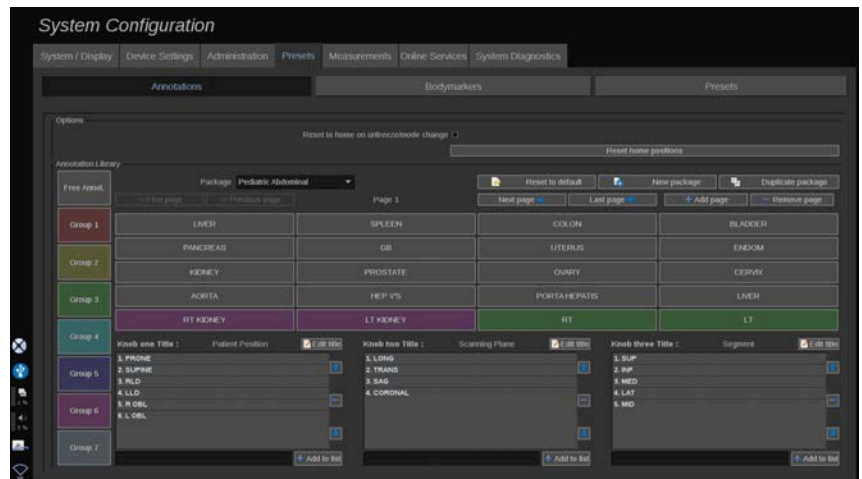 System Configuration
System / Display Device Settings Administration Presets Measurements Online Services System Diagnostics
Annotations Bodymarkers Presets
Options
Reset to home on unfreeze/mode change
Reset home positions
Annotation Library
Free Annot. Package Pediatric Abdominal Reset to default New package Duplicate package
First page Previous page Page 1 Next page Last page Add page Remove page
Group 1 LIVER SPLEEN COLON BLADDER
PANCREAS GB UTERUS ENDOM
Group 2
KIDNEY PROSTATE OVARY CERVIX
Group 3 AORTA HEP V'S PORTA HEPATIS LIVER
RT KIDNEY LT KIDNEY RT LT
Group 4
Knob one Title : Patient Position Edit title Knob two Title : Scanning Plane Edit title Knob three Title : Segment Edit title
1. PRONE 1. LONG 1. SUP
2. SUPINE 2. TRANS 2. INF
Group 5
3. RLD 3. SAG 3. MED
4. LLD 4. CORONAL 4. LAT
5. R OBL 5. MID
Group 6
6. L OBL
Group 7
Add to list Add to list Add to list